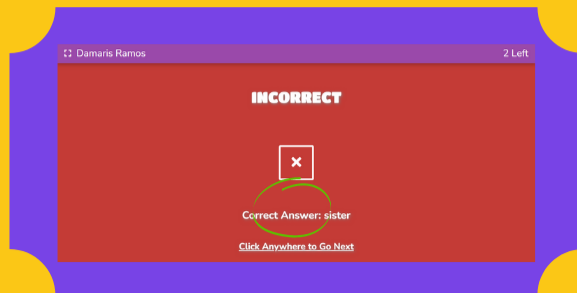 Damaris Ramos 2 Left
INCORRECT
Correct Answer: sister
Click Anywhere to Go Next